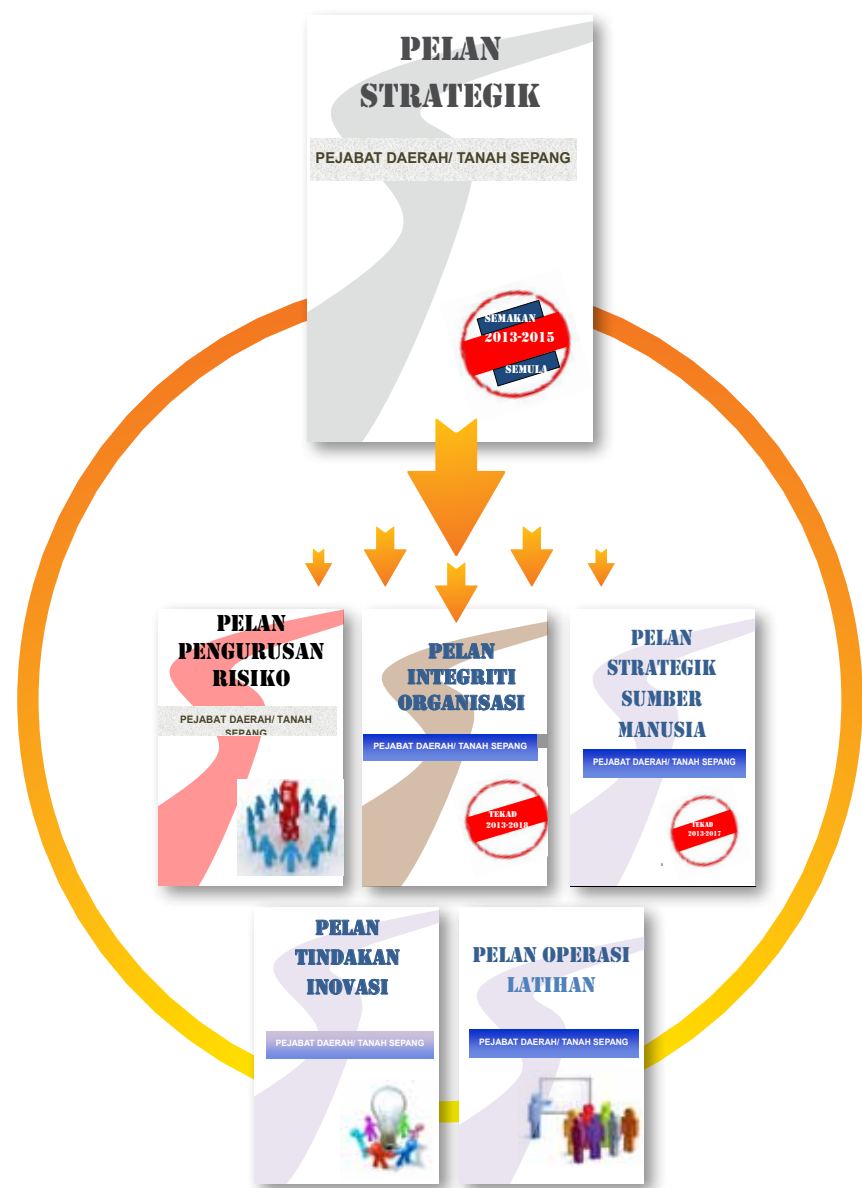 PELAN
STRATEGIK
PEJABAT DAERAH/ TANAH SEPANG
SEMAKAN
2013-2015
SEMULA
PELAN
PENGURUSAN
RISIKO
PEJABAT DAERAH/ TANAH
SEPANG
PELAN
INTEGRITI
ORGANISASI
PEJABAT DAERAH/ TANAH SEPANG
TEKAD
2013-2018
PELAN
STRATEGIK
SUMBER
MANUSIA
PEJABAT DAERAH/ TANAH SEPANG
TEKAD
2013-2017
PELAN
TINDAKAN
INOVASI
PEJABAT DAERAH/ TANAH SEPANG
PELAN OPERASI
LATIHAN
PEJABAT DAERAH/ TANAH SEPANG